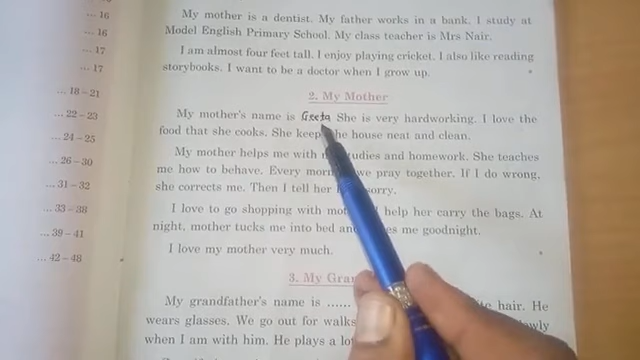 ... 16
... 16
... 17
... 17
... 18 – 21
... 22 – 23
... 24 – 25
... 26 – 30
... 31 – 32
... 33 – 38
... 39 – 41
... 42 – 48
My mother is a dentist. My father works in a bank. I study at
Model English Primary School. My class teacher is Mrs Nair.
I am almost four feet tall. I enjoy playing cricket. I also like reading
storybooks. I want to be a doctor when I grow up.
2. My Mother
My mother's name is Geeta She is very hardworking. I love the
food that she cooks. She keeps the house neat and clean.
My mother helps me with studies and homework. She teaches
me how to behave. Every we pray together. If I do wrong,
she corrects me. Then I tell her sorry.
I love to go shopping with help her carry the bags. At
night, mother tucks me into bed me goodnight.
I love my mother very much.
3. My
My grandfather's name is ...... hair. He
wears glasses. We go out for walks
when I am with him. He plays a